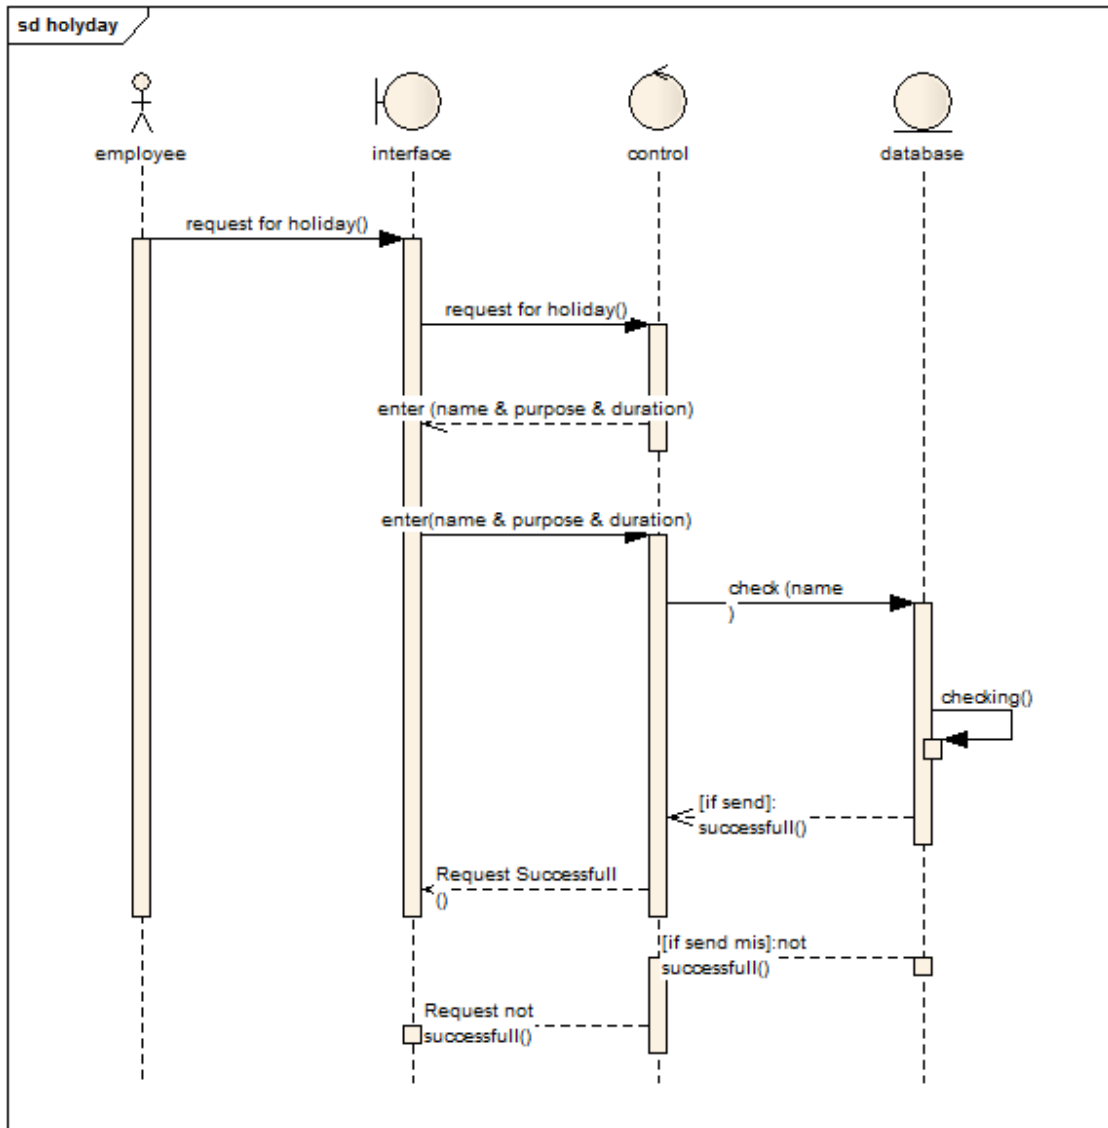 sd holyday
employee
interface
control
database
request for holiday()
request for holiday()
enter (name & purpose & duration)
enter(name & purpose & duration)
check (name
)
checking()
[if send]:
successfull()
Request Successfull
()
[if send mis]:not
successfull()
Request not
successfull()